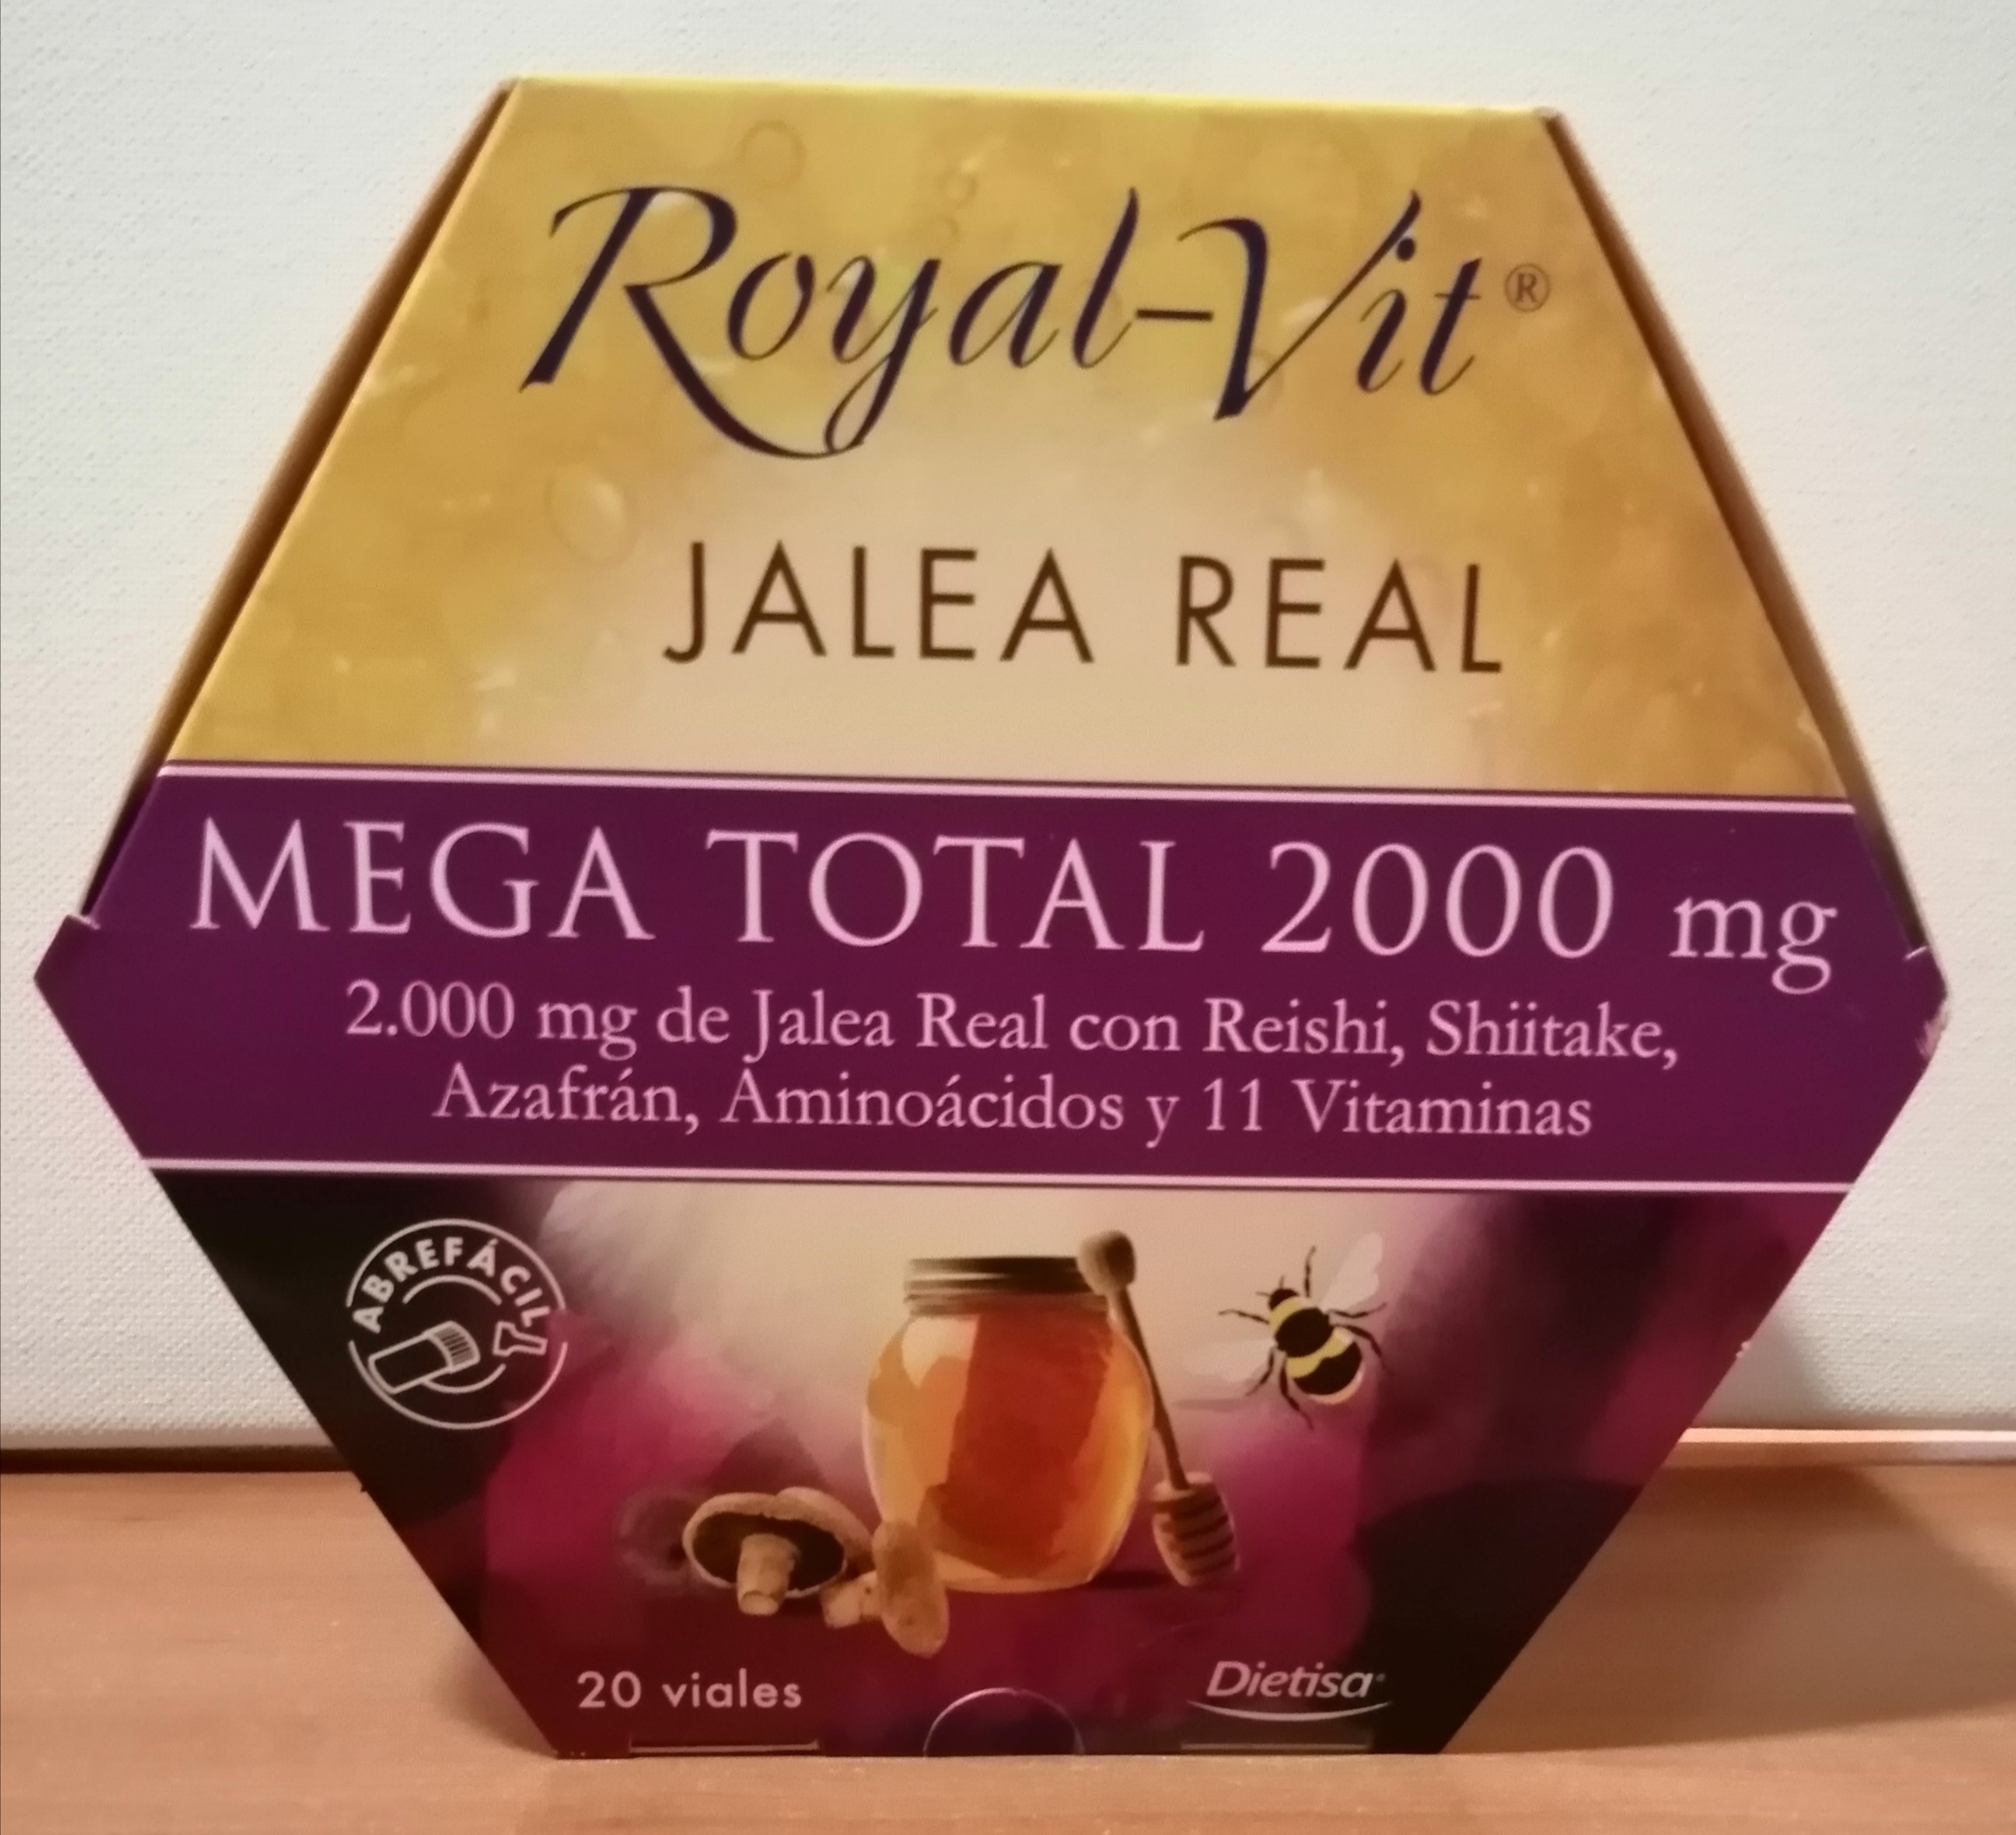 Royal-Vit®
JALEA REAL
MEGA TOTAL 2000 mg
2.000 mg de Jalea Real con Reishi, Shiitake,
Azafrán, Aminoácidos y 11 Vitaminas
ABREFÁCIL
20 viales
Dietisa